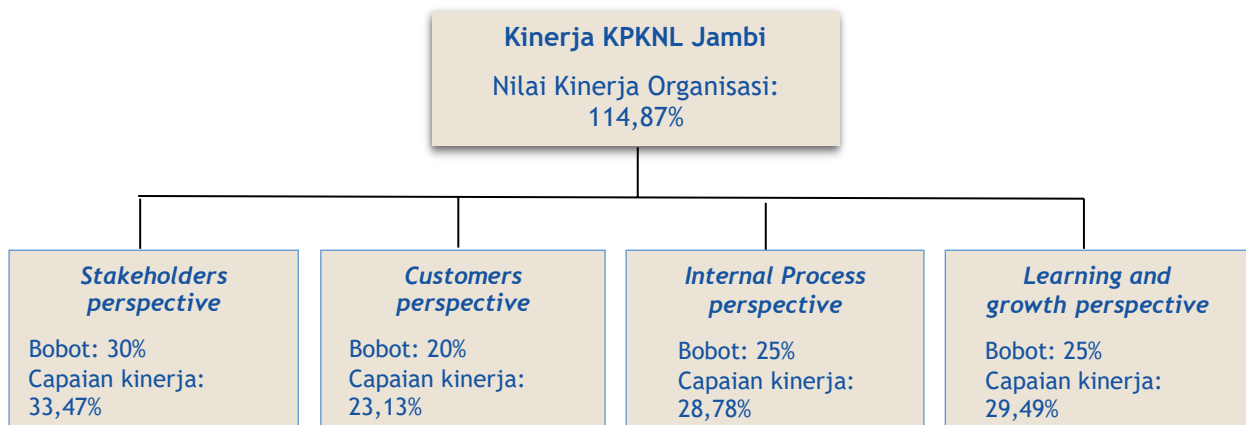 Kinerja KPKNL Jambi
Nilai Kinerja Organisasi:
114,87%
Stakeholders
perspective
Bobot: 30%
Capaian kinerja:
33,47%
Customers
perspective
Bobot: 20%
Capaian kinerja:
23,13%
Internal Process
perspective
Bobot: 25%
Capaian kinerja:
28,78%
Learning and
growth perspective
Bobot: 25%
Capaian kinerja:
29,49%